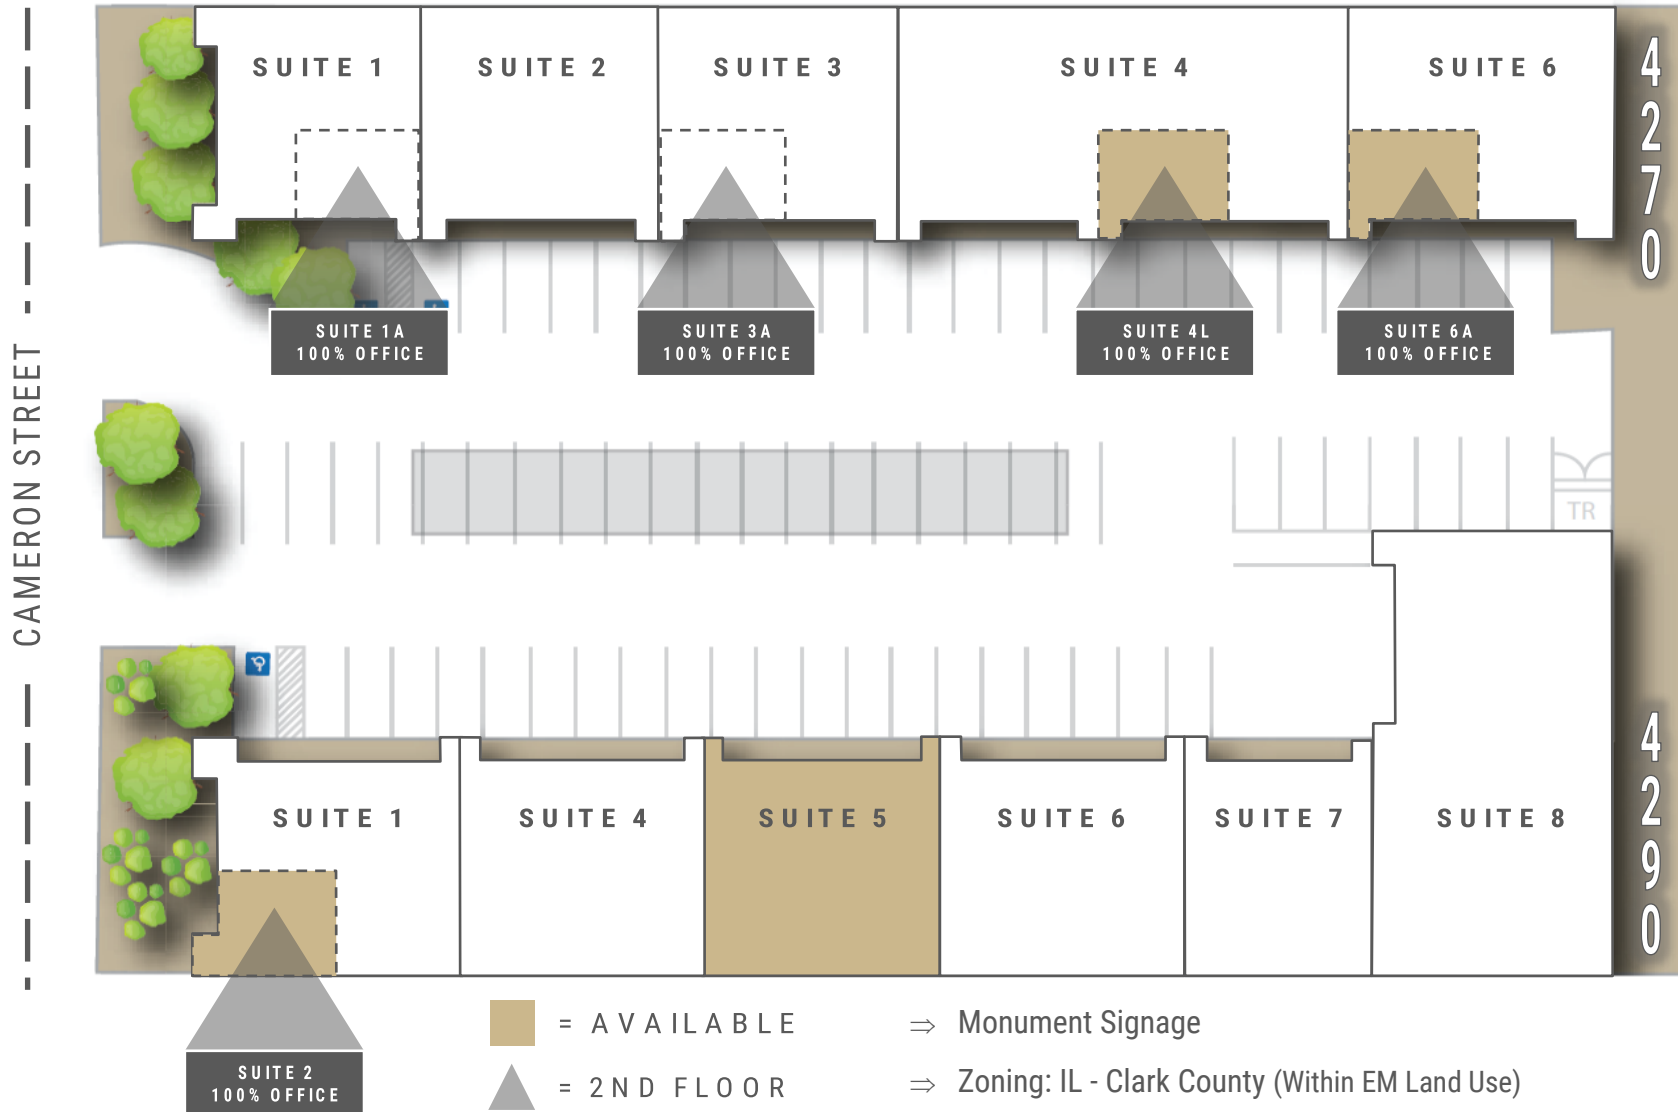 CAMERON STREET
SUITE 1
SUITE 2
SUITE 3
SUITE 4
SUITE 6
4270
SUITE 1A
100% OFFICE
SUITE 3A
100% OFFICE
SUITE 4L
100% OFFICE
SUITE 6A
100% OFFICE
TR
SUITE 1
SUITE 4
SUITE 5
SUITE 6
SUITE 7
SUITE 8
4290
SUITE 2
100% OFFICE
= AVAILABLE
= 2ND FLOOR
⇒ Monument Signage
⇒ Zoning: IL - Clark County (Within EM Land Use)